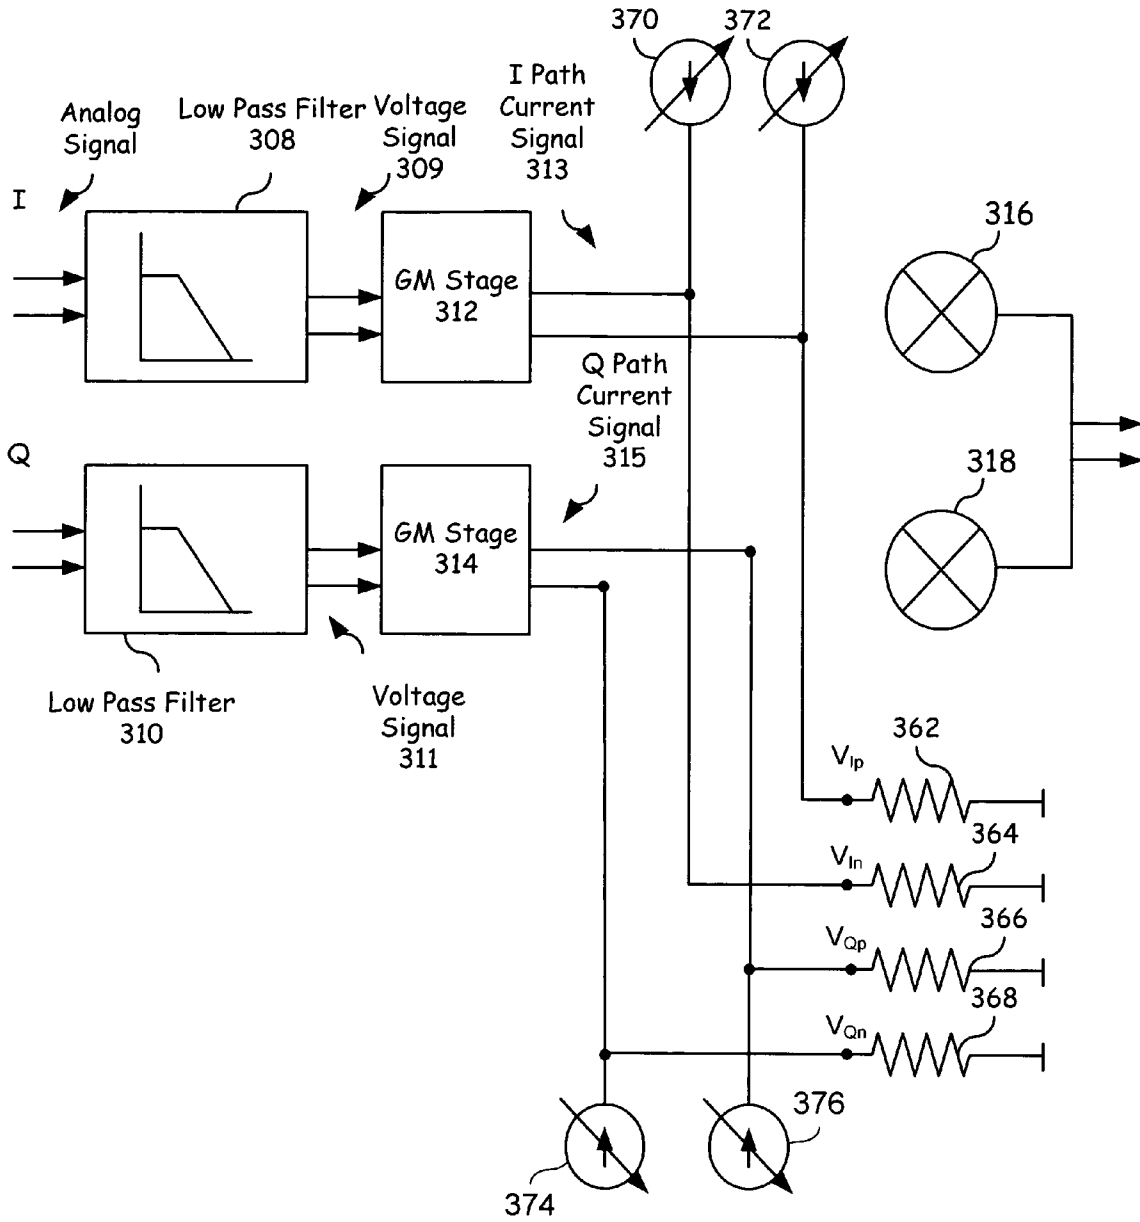 370
372
I Path
Current
Signal
313
Analog
Signal
Low Pass Filter
308
Voltage
Signal
309
I
316
GM Stage
312
Q Path
Current
Signal
315
Q
318
GM Stage
314
Low Pass Filter
310
Voltage
Signal
311
362
VIp
364
VIn
366
VQp
368
VQn
376
374